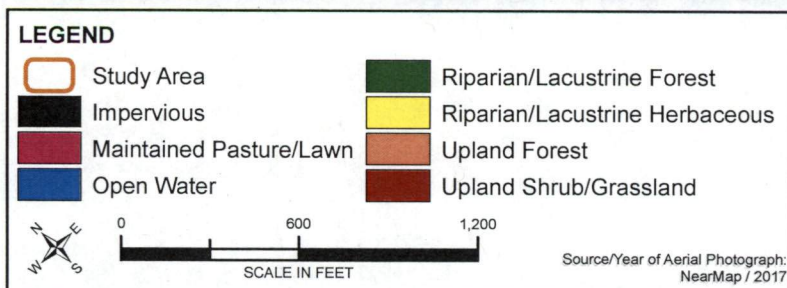 LEGEND
Study Area
Impervious
Maintained Pasture/Lawn
Open Water
Riparian/Lacustrine Forest
Riparian/Lacustrine Herbaceous
Upland Forest
Upland Shrub/Grassland
N E
W S
0 600 1,200
SCALE IN FEET
Source/Year of Aerial Photograph:
NearMap / 2017